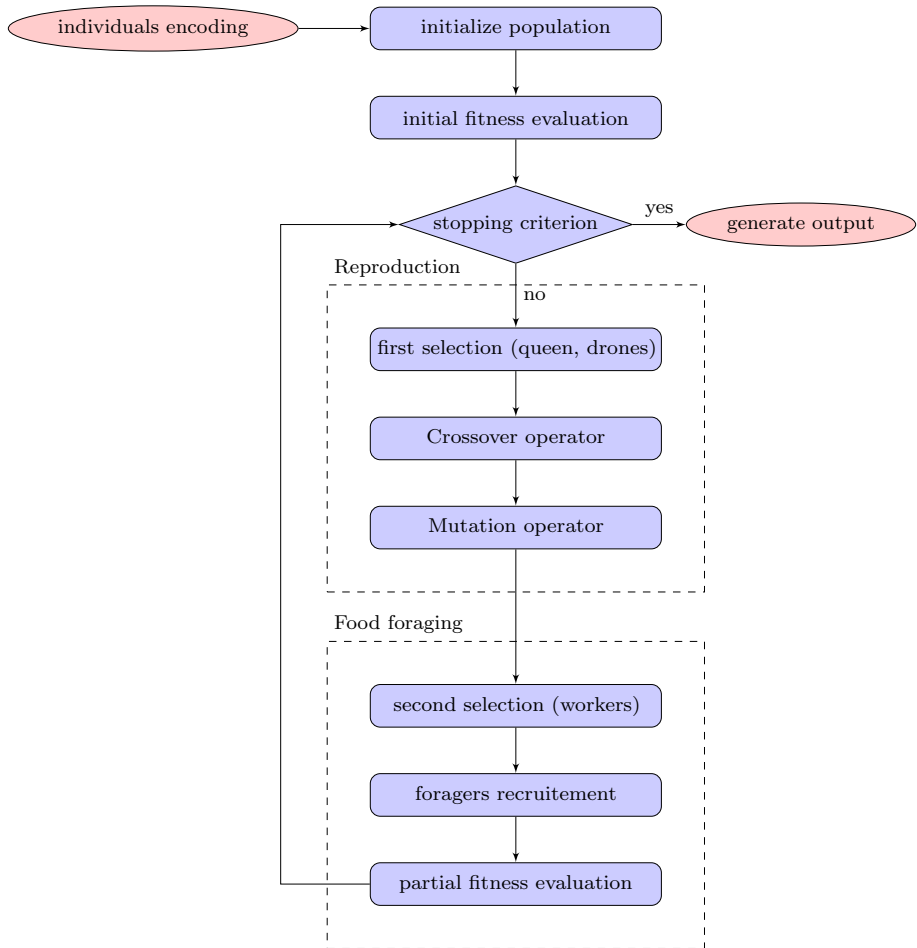 individuals encoding
initialize population
initial fitness evaluation
stopping criterion
yes
generate output
Reproduction
no
first selection (queen, drones)
Crossover operator
Mutation operator
Food foraging
second selection (workers)
foragers recruitement
partial fitness evaluation